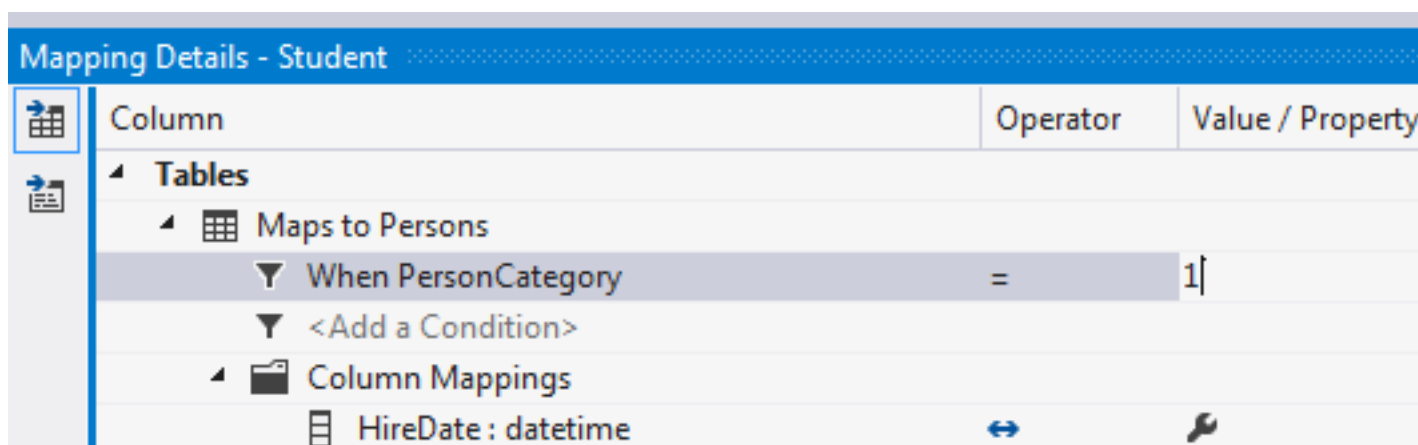 Mapping Details - Student
Column Operator Value / Property
Tables
Maps to Persons
When PersonCategory = 1
<Add a Condition>
Column Mappings
HireDate : datetime